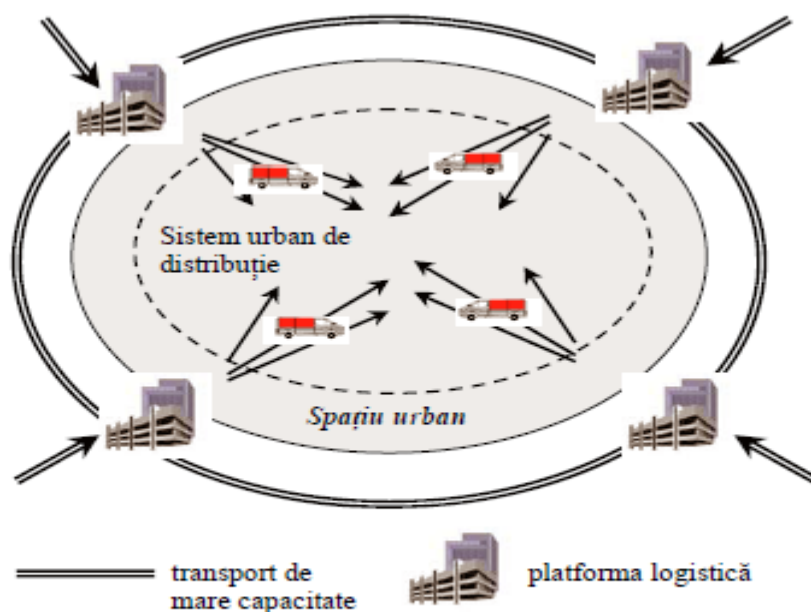 Sistem urban de
distribuție
Spațiu urban
transport de
mare capacitate
platforma logistică